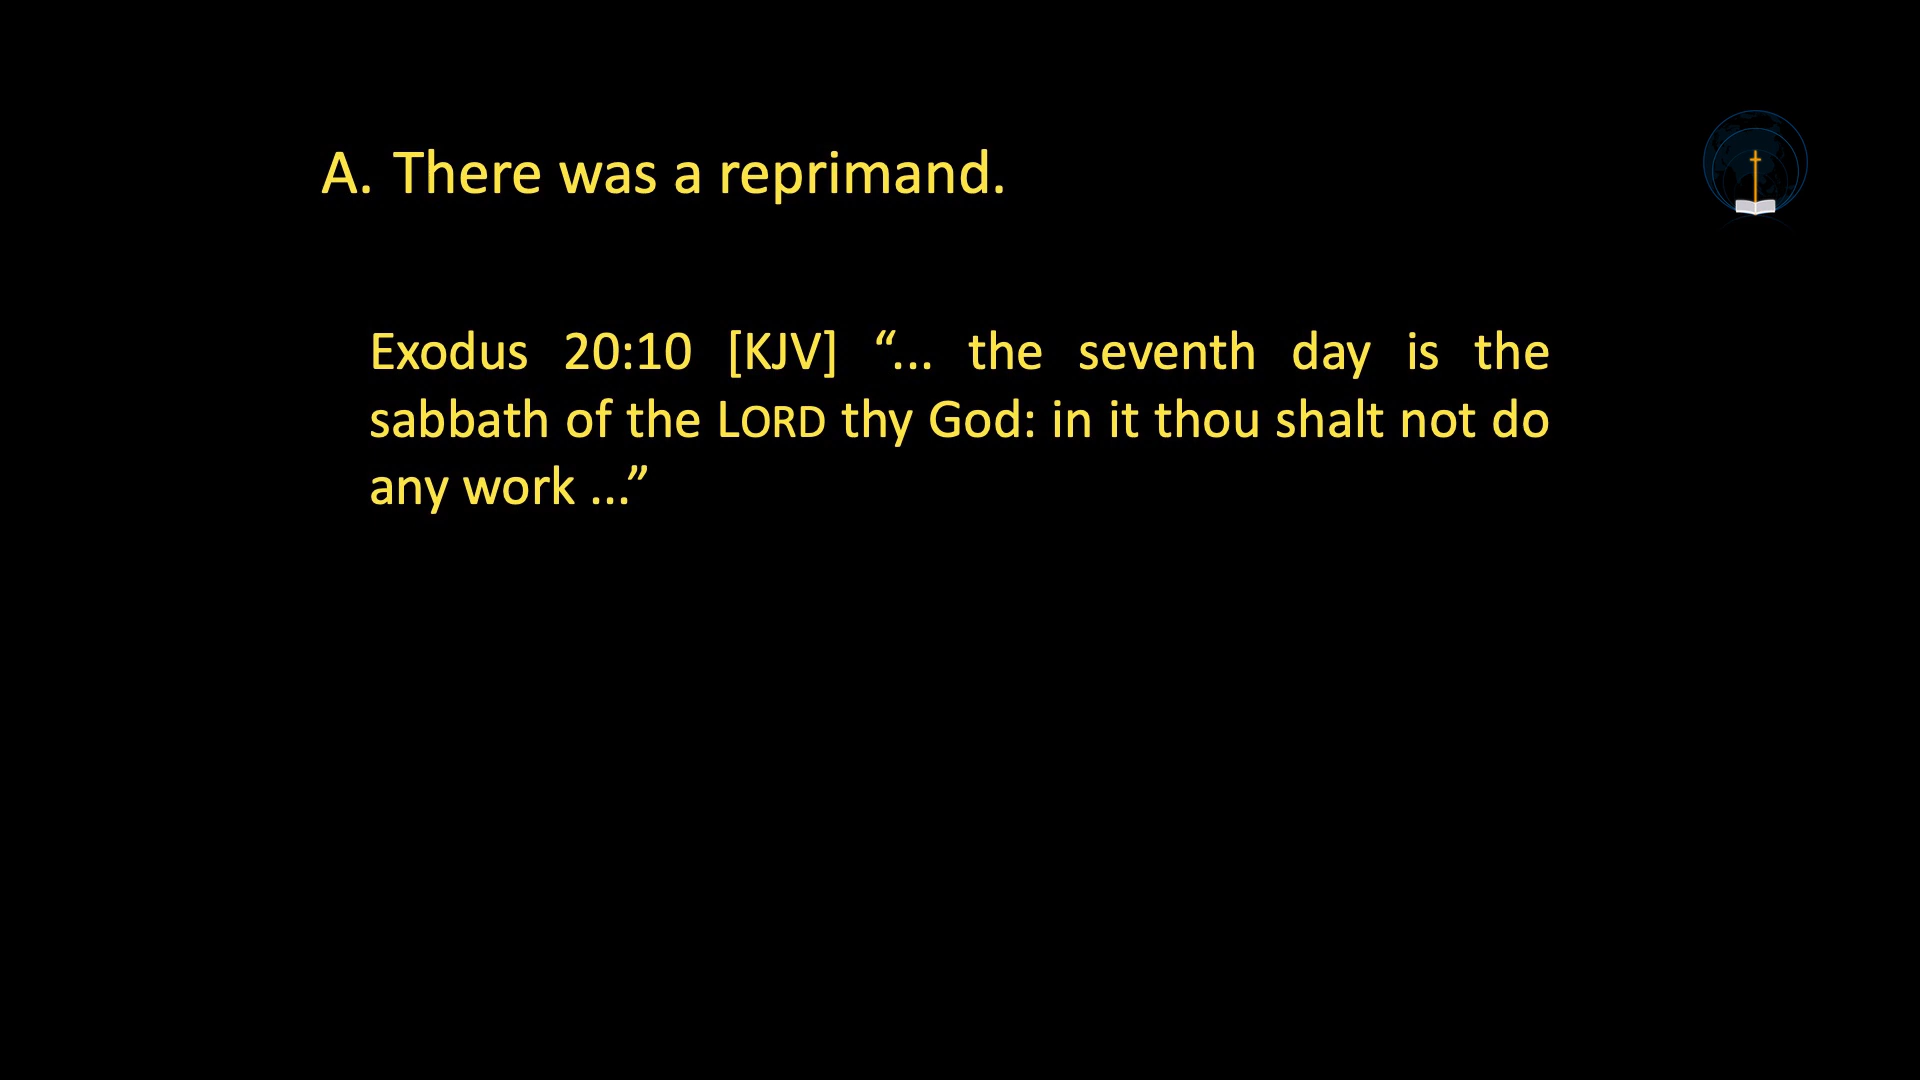 A. There was a reprimand.
Exodus 20:10 [KJV] “... the seventh day is the
sabbath of the LORD thy God: in it thou shalt not do
any work ...”